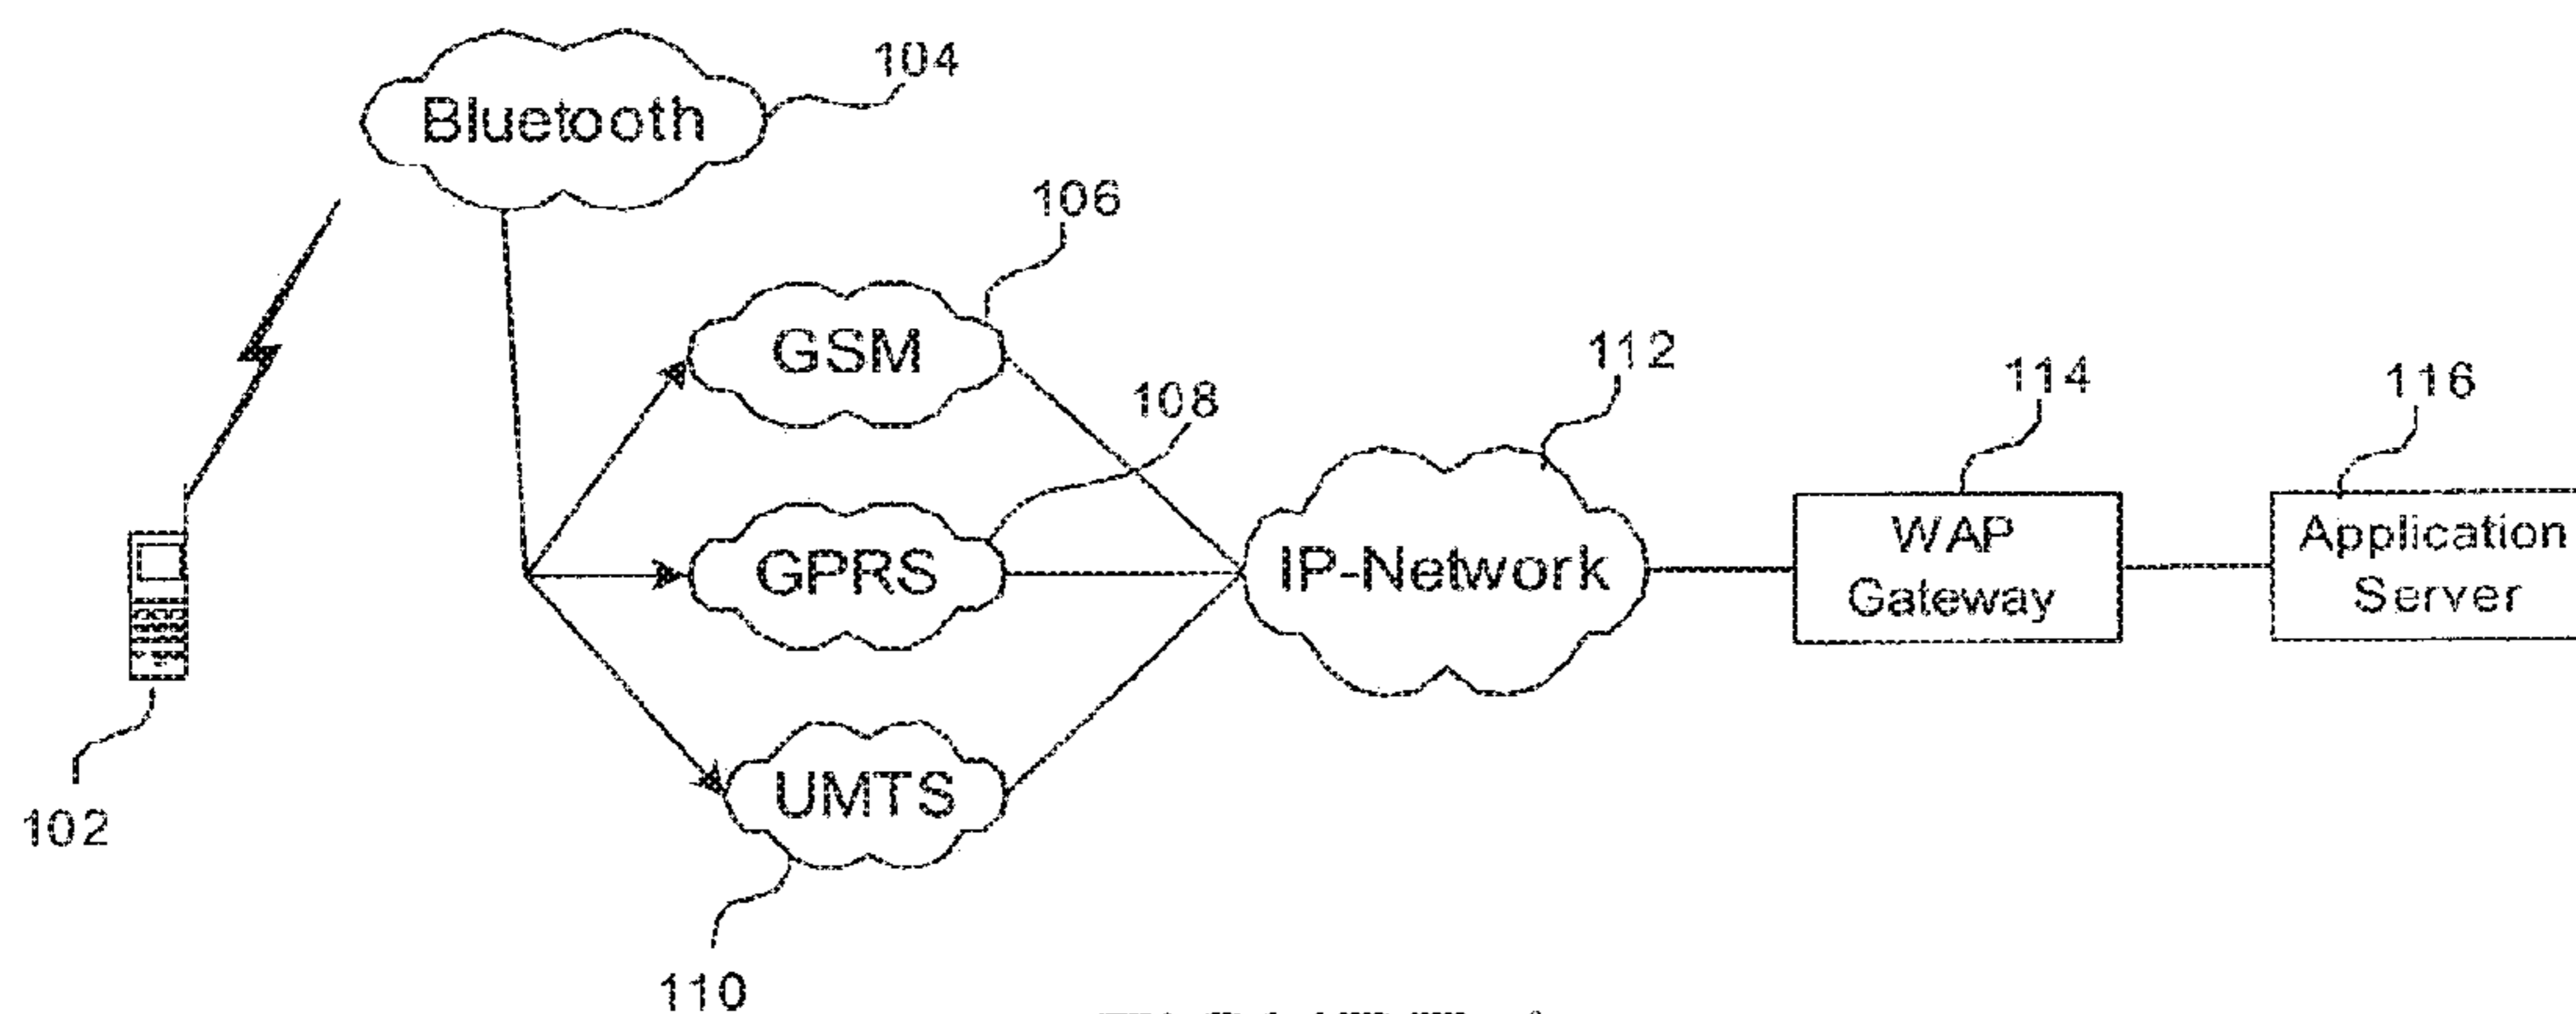 104
Bluetooth
106
GSM
108
GPRS
UMTS
110
102
112
IP-Network
114
WAP
Gateway
116
Application
Server